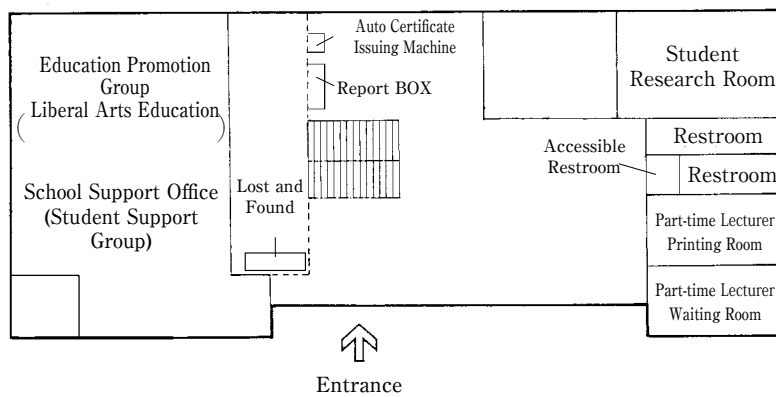 Education Promotion
Group
(Liberal Arts Education)
School Support Office
(Student Support
Group)
Lost and
Found
Auto Certificate
Issuing Machine
Report BOX
Student
Research Room
Accessible
Restroom
Restroom
Restroom
Part-time Lecturer
Printing Room
Part-time Lecturer
Waiting Room
Entrance